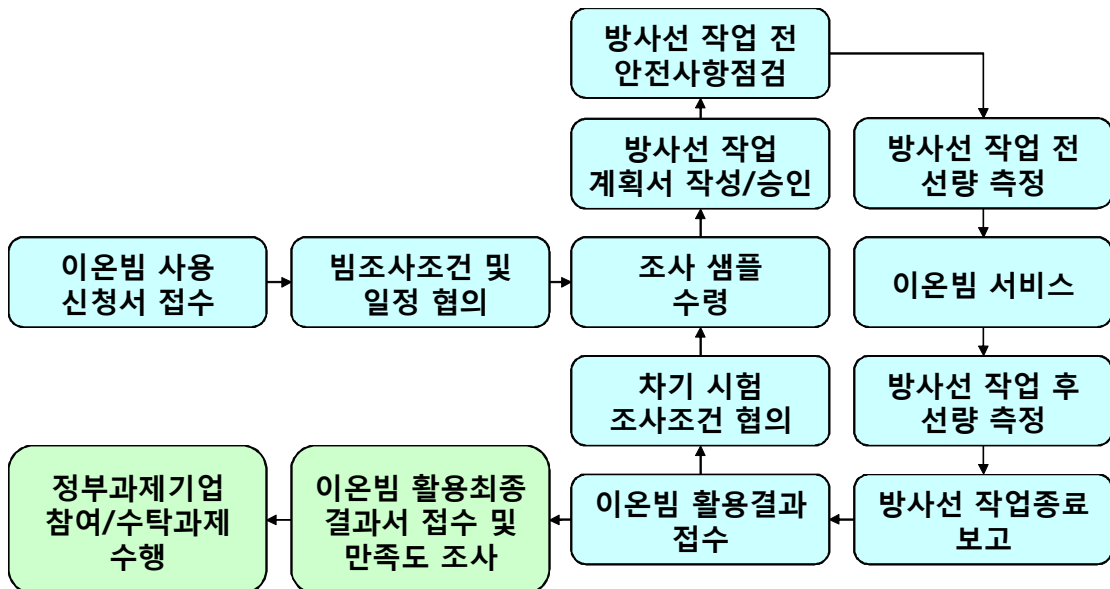 방사선 작업 전
안전사항점검
방사선 작업
계획서 작성/승인
방사선 작업 전
선량 측정
이온빔 사용
신청서 접수
빔조사조건 및
일정 협의
조사 샘플
수령
이온빔 서비스
차기 시험
조사조건 협의
방사선 작업 후
선량 측정
정부과제기업
참여/수탁과제
수행
이온빔 활용최종
결과서 접수 및
만족도 조사
이온빔 활용결과
접수
방사선 작업종료
보고